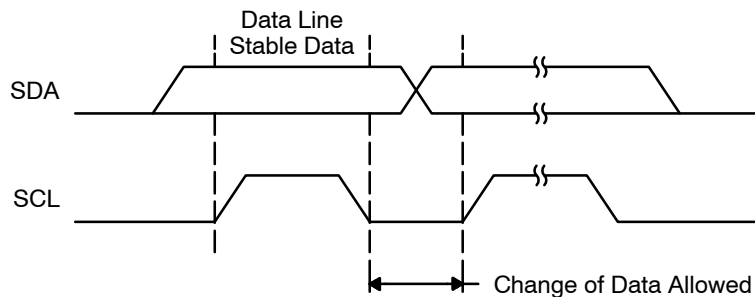 Data Line
Stable Data
SDA
SCL
Change of Data Allowed